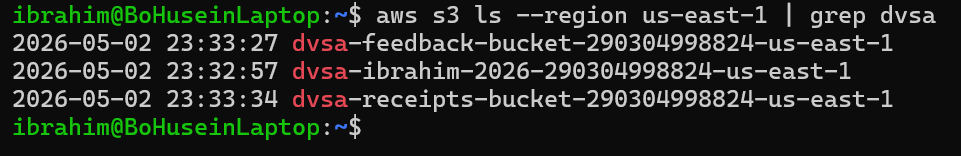 ibrahim@BoHuseinLaptop:~$ aws s3 ls --region us-east-1 | grep dvsa
2026-05-02 23:33:27 dvsa-feedback-bucket-290304998824-us-east-1
2026-05-02 23:32:57 dvsa-ibrahim-2026-290304998824-us-east-1
2026-05-02 23:33:34 dvsa-receipts-bucket-290304998824-us-east-1
ibrahim@BoHuseinLaptop:~$